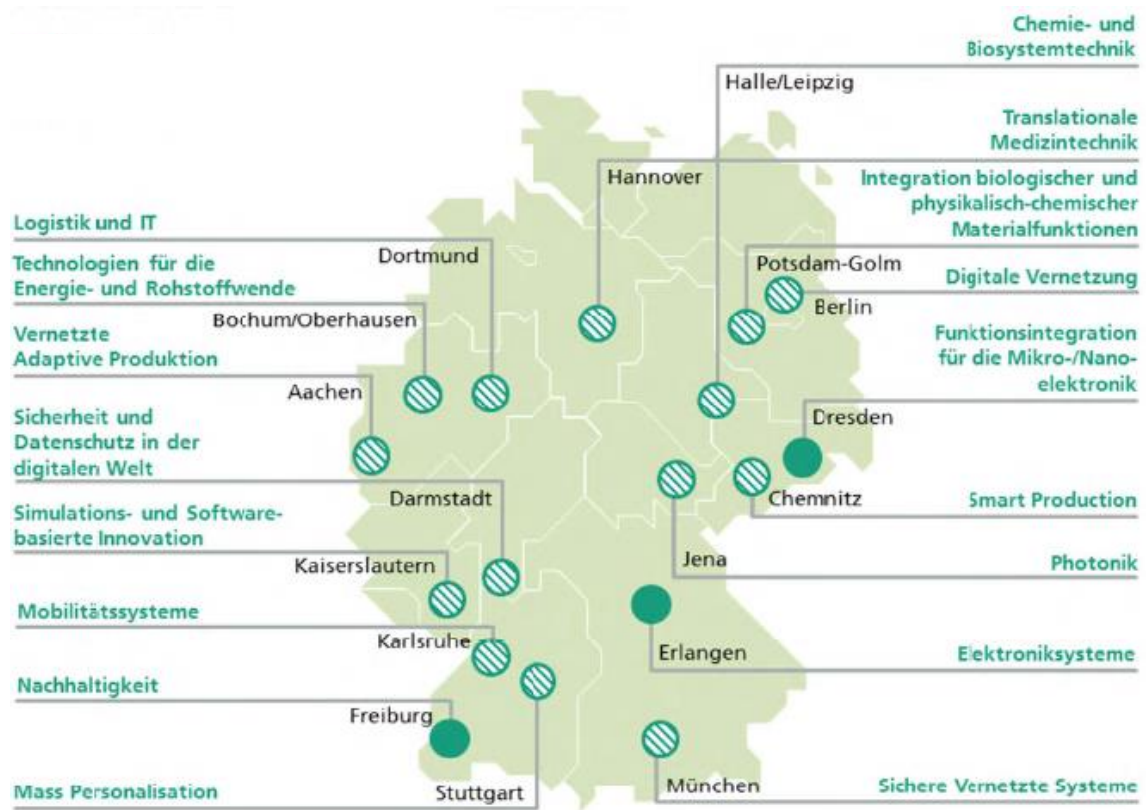 Chemie- und
Biosystemtechnik
Halle/Leipzig
Translationale
Medizintechnik
Hannover
Integration biologischer und
physikalisch-chemischer
Materialfunktionen
Potsdam-Golm
Digitale Vernetzung
Berlin
Funktionsintegration
für die Mikro-/Nano-
elektronik
Dresden
Chemnitz
Smart Production
Jena
Photonik
Erlangen
Elektroniksysteme
München
Sichere Vernetzte Systeme
Logistik und IT
Dortmund
Technologien für die
Energie- und Rohstoffwende
Bochum/Oberhausen
Vernetzte
Adaptive Produktion
Aachen
Sicherheit und
Datenschutz in der
digitalen Welt
Darmstadt
Simulations- und Software-
basierte Innovation
Kaiserslautern
Mobilitätssysteme
Karlsruhe
Nachhaltigkeit
Freiburg
Mass Personalisation
Stuttgart